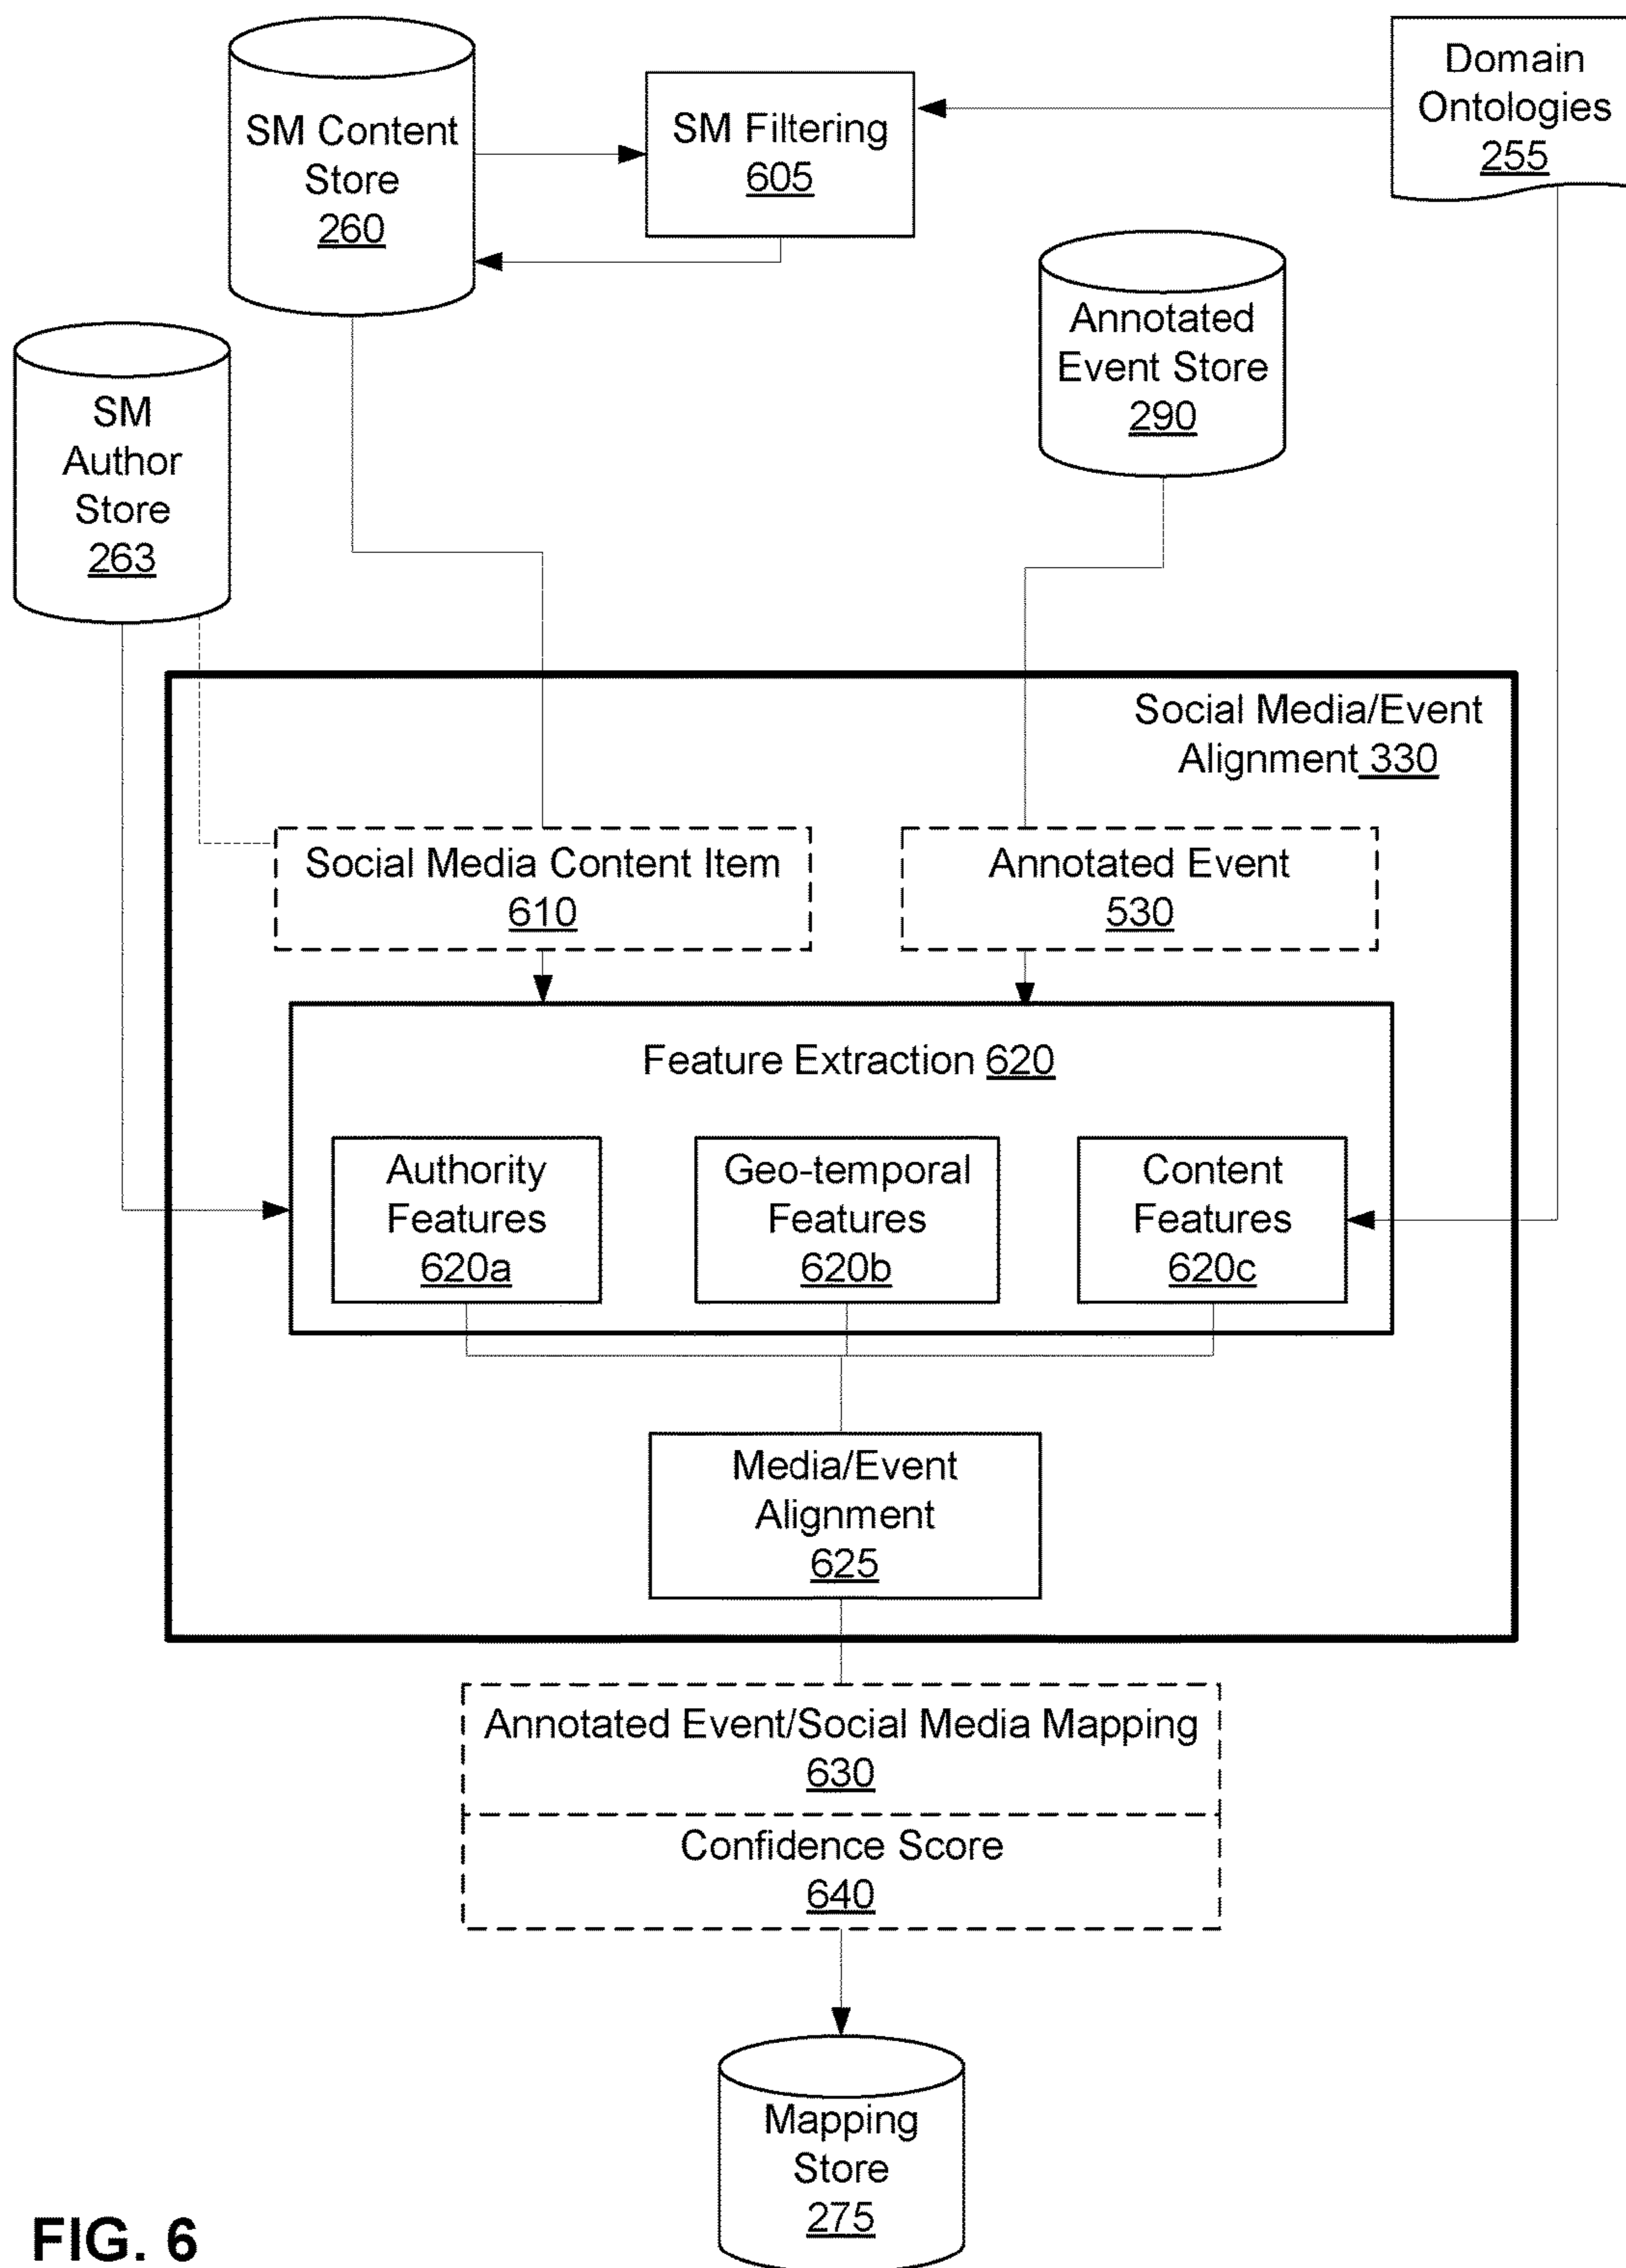 SM Content
Store
260
SM Filtering
605
Domain
Ontologies
255
Annotated
Event Store
290
SM
Author
Store
263
Social Media/Event
Alignment 330
Social Media Content Item
610
Annotated Event
530
Feature Extraction 620
Authority
Features
620a
Geo-temporal
Features
620b
Content
Features
620c
Media/Event
Alignment
625
Annotated Event/Social Media Mapping
630
Confidence Score
640
Mapping
Store
275
FIG. 6